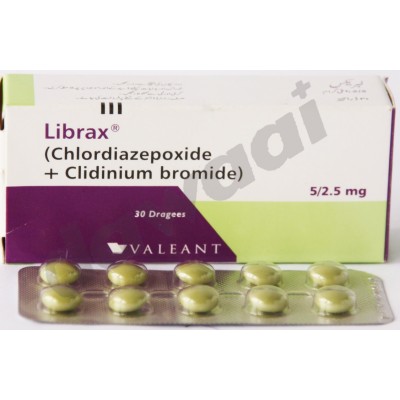 Librax®
(Chlordiazepoxide
+ Clidinium bromide)
5/2.5 mg
30 Dragees
VALEANT